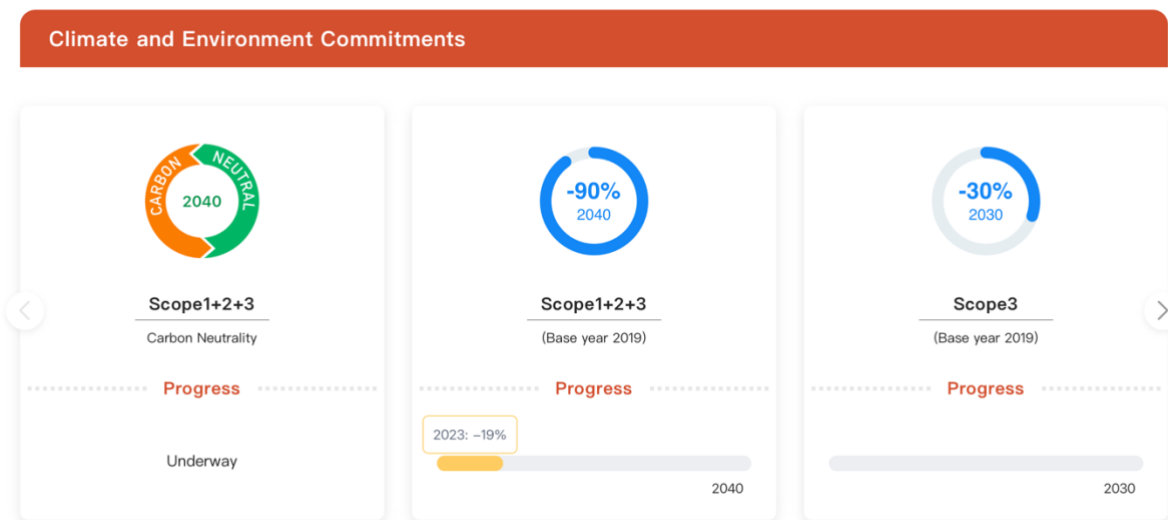 Climate and Environment Commitments
CARBON NEUTRAL
2040
Scope1+2+3
Carbon Neutrality
Progress
Underway
-90%
2040
Scope1+2+3
(Base year 2019)
Progress
2023: -19%
2040
-30%
2030
Scope3
(Base year 2019)
Progress
2030